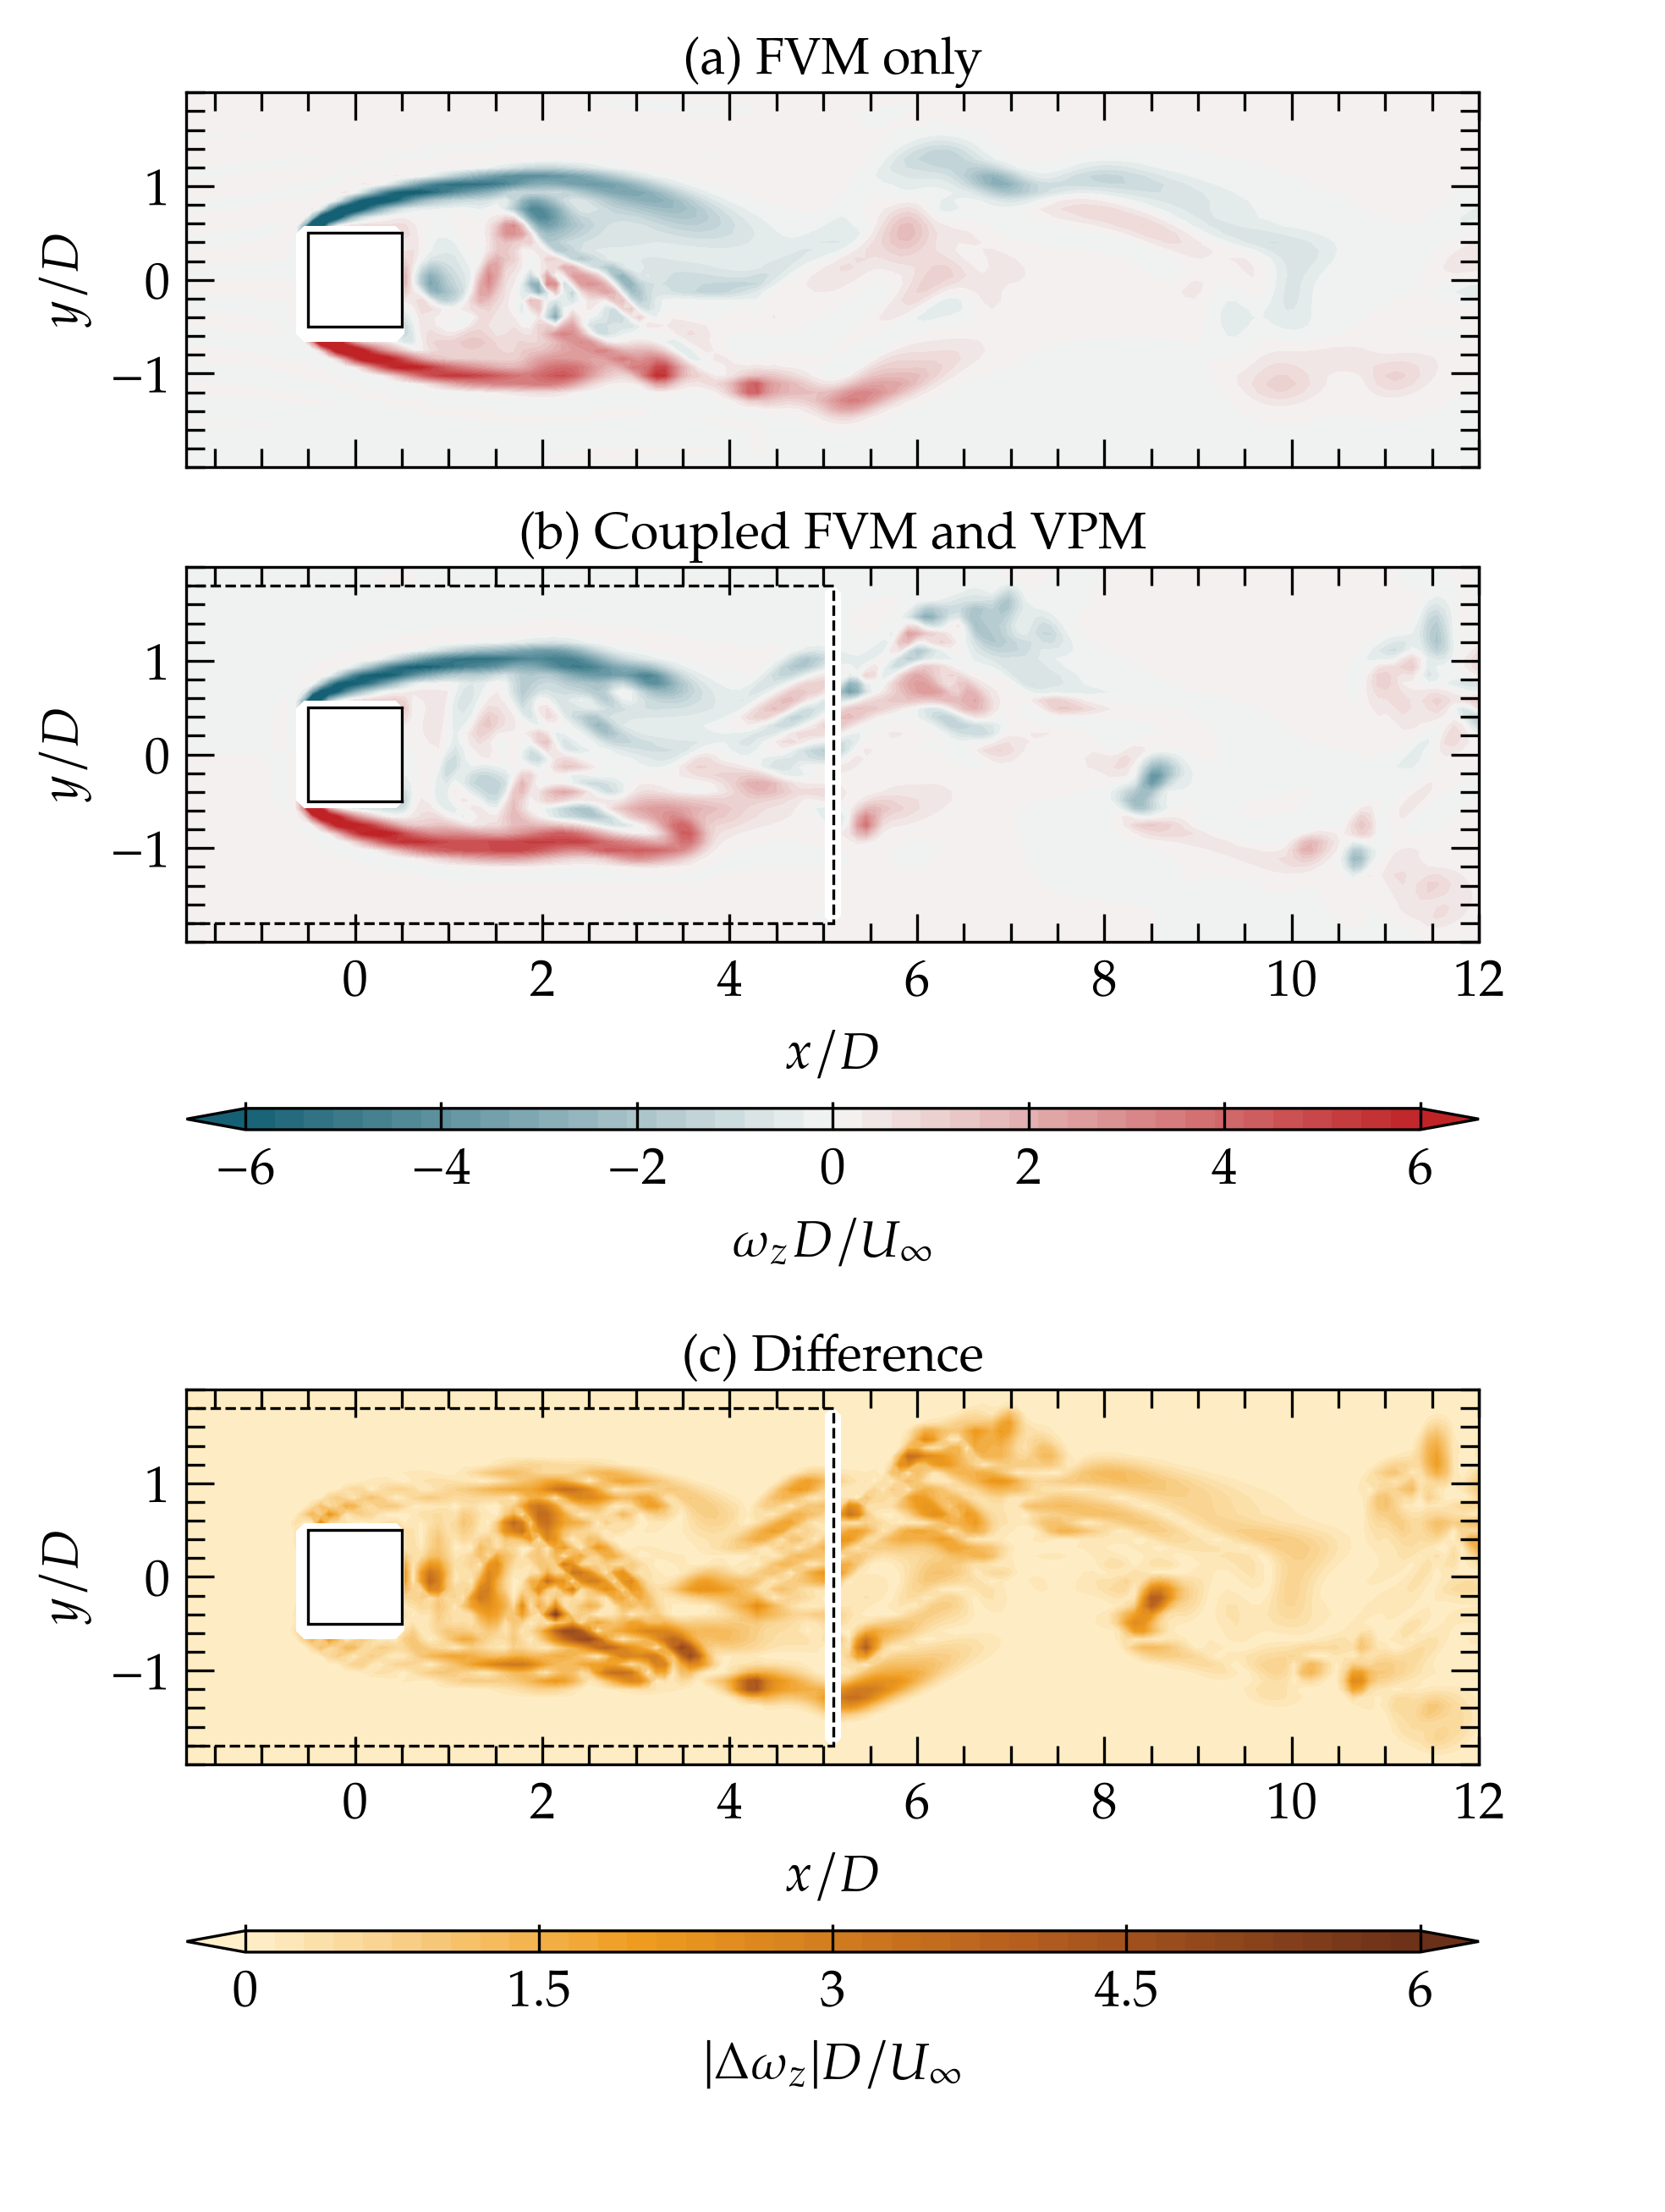 (a) FVM only
1
0
−1
y/D
(b) Coupled FVM and VPM
1
0
−1
y/D
0 2 4 6 8 10 12
x/D
−6 −4 −2 0 2 4 6
ω_z D/U_∞
(c) Difference
1
0
−1
y/D
0 2 4 6 8 10 12
x/D
0 1.5 3 4.5 6
|Δω_z|D/U_∞